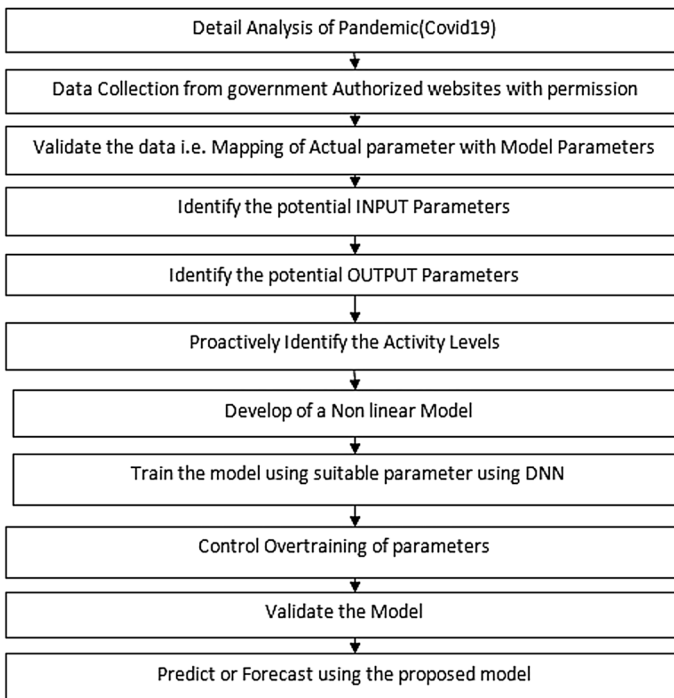 Detail Analysis of Pandemic(Covid19)
Data Collection from government Authorized websites with permission
Validate the data i.e. Mapping of Actual parameter with Model Parameters
Identify the potential INPUT Parameters
Identify the potential OUTPUT Parameters
Proactively Identify the Activity Levels
Develop of a Non linear Model
Train the model using suitable parameter using DNN
Control Overtraining of parameters
Validate the Model
Predict or Forecast using the proposed model